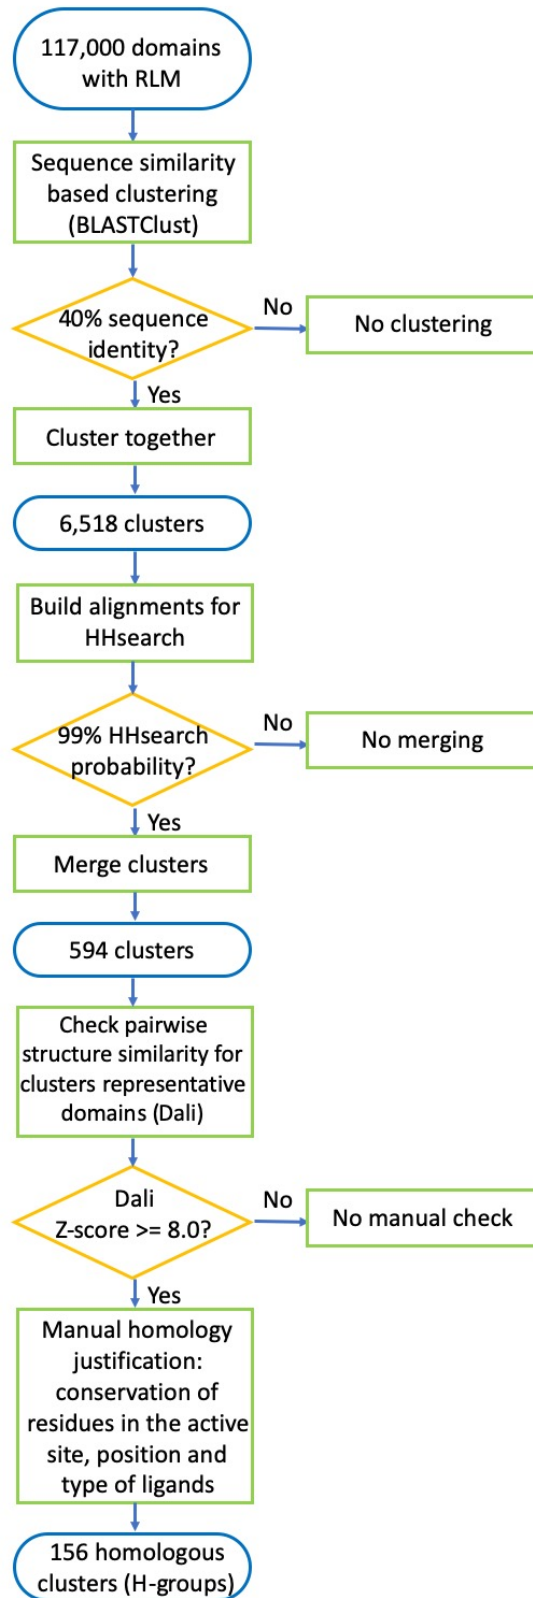 117,000 domains
with RLM
Sequence similarity
based clustering
(BLASTClust)
40% sequence
identity?
No
No clustering
Yes
Cluster together
6,518 clusters
Build alignments for
HHsearch
99% HHsearch
probability?
No
No merging
Yes
Merge clusters
594 clusters
Check pairwise
structure similarity for
clusters representative
domains (Dali)
Dali
Z-score >= 8.0?
No
No manual check
Yes
Manual homology
justification:
conservation of
residues in the active
site, position and
type of ligands
156 homologous
clusters (H-groups)